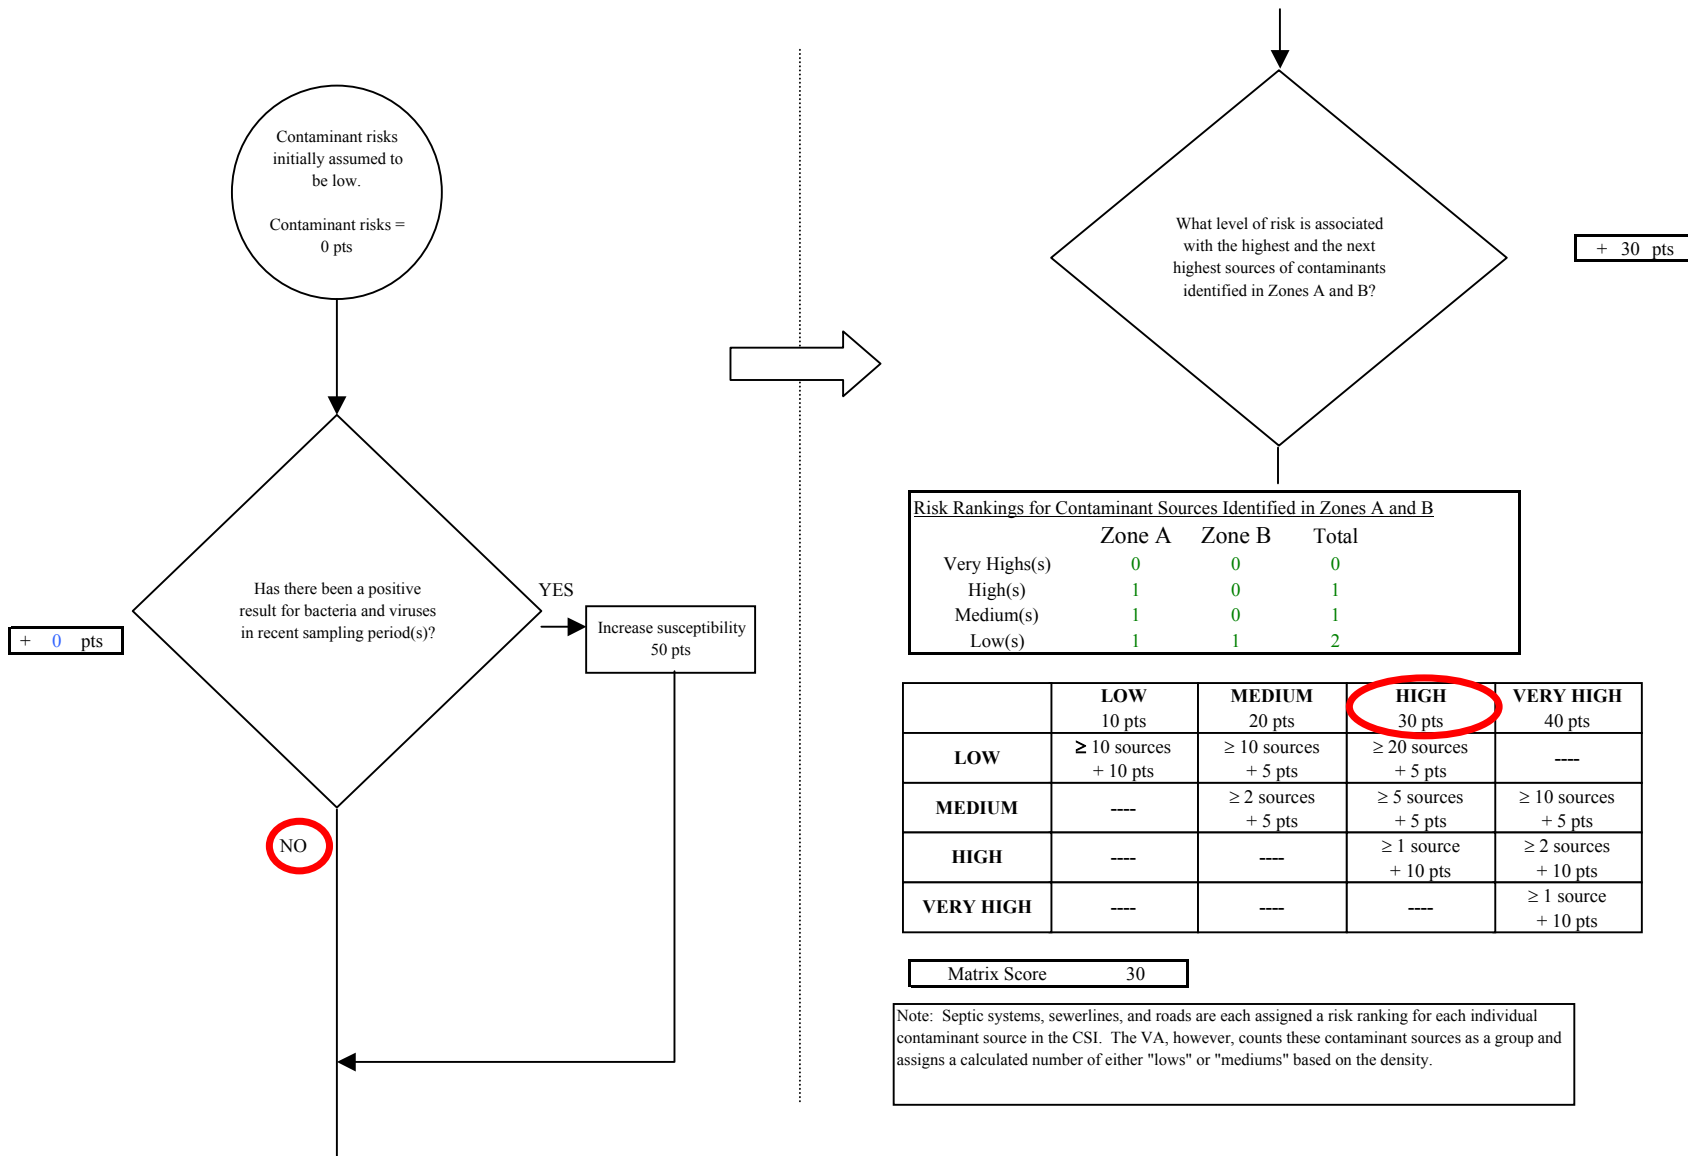 Contaminant risks
initially assumed to
be low.
Contaminant risks =
0 pts
Has there been a positive
result for bacteria and viruses
in recent sampling period(s)?
YES
+ 0 pts
Increase susceptibility
50 pts
NO
What level of risk is associated
with the highest and the next
highest sources of contaminants
identified in Zones A and B?
+ 30 pts
Risk Rankings for Contaminant Sources Identified in Zones A and B
Zone A Zone B Total
Very Highs(s) 0 0 0
High(s) 1 0 1
Medium(s) 1 0 1
Low(s) 1 1 2
LOW MEDIUM HIGH VERY HIGH
10 pts 20 pts 30 pts 40 pts
LOW ≥ 10 sources ≥ 10 sources ≥ 20 sources ----
+ 10 pts + 5 pts + 5 pts
MEDIUM ---- ≥ 2 sources ≥ 5 sources ≥ 10 sources
+ 5 pts + 5 pts + 5 pts
HIGH ---- ---- ≥ 1 source ≥ 2 sources
+ 10 pts + 10 pts
VERY HIGH ---- ---- ---- ≥ 1 source
+ 10 pts
Matrix Score 30
Note: Septic systems, sewerlines, and roads are each assigned a risk ranking for each individual
contaminant source in the CSI. The VA, however, counts these contaminant sources as a group and
assigns a calculated number of either "lows" or "mediums" based on the density.